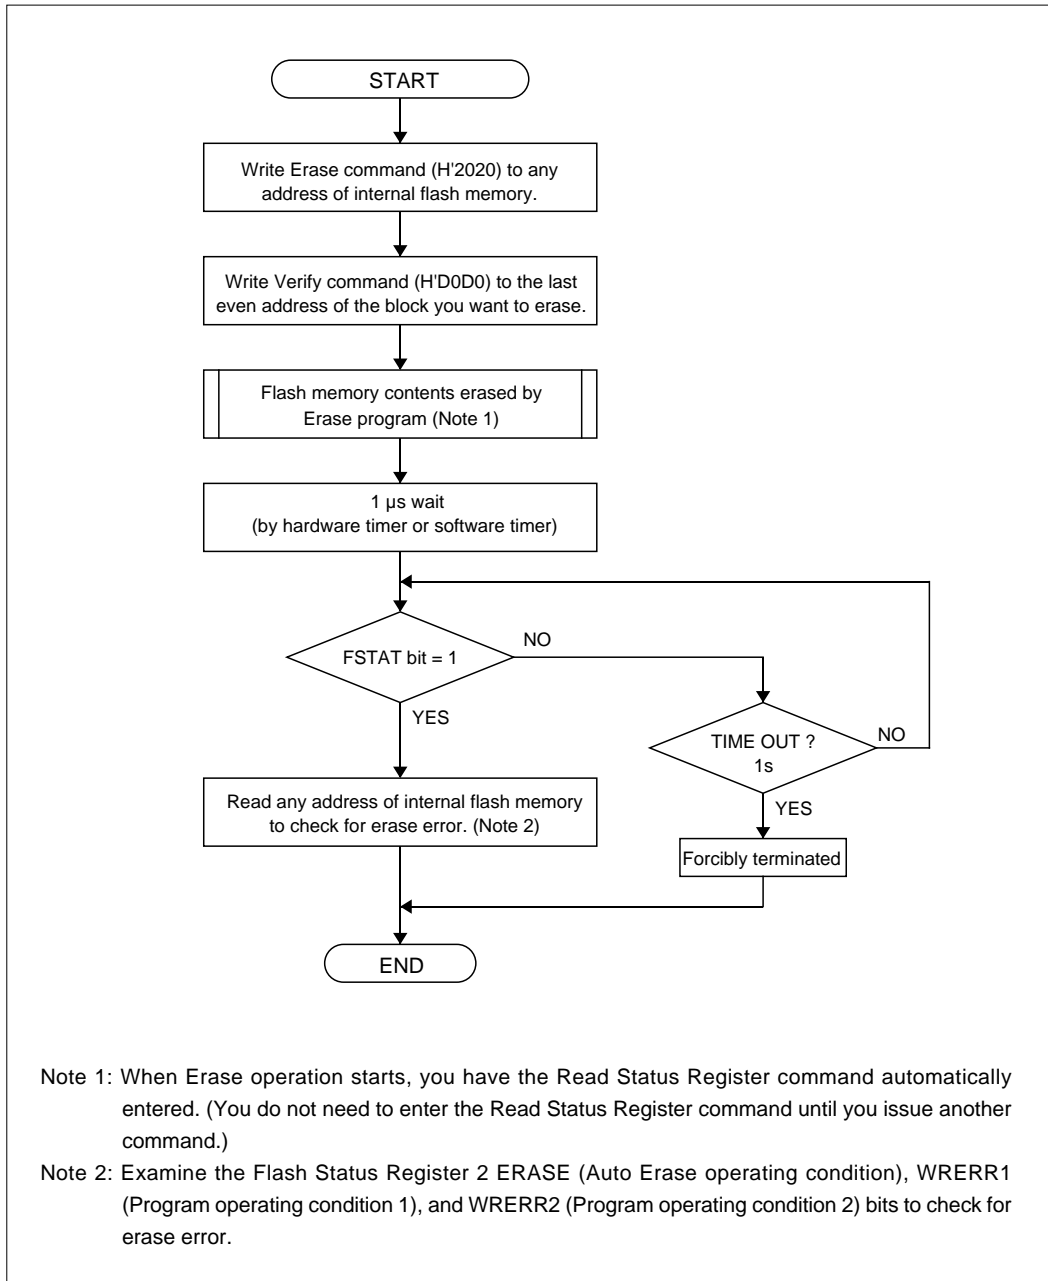 START
Write Erase command (H'2020) to any
address of internal flash memory.
Write Verify command (H'D0D0) to the last
even address of the block you want to erase.
Flash memory contents erased by
Erase program (Note 1)
1 µs wait
(by hardware timer or software timer)
FSTAT bit = 1
NO
YES
TIME OUT ?
1s
NO
YES
Read any address of internal flash memory
to check for erase error. (Note 2)
Forcibly terminated
END
Note 1: When Erase operation starts, you have the Read Status Register command automatically
entered. (You do not need to enter the Read Status Register command until you issue another
command.)
Note 2: Examine the Flash Status Register 2 ERASE (Auto Erase operating condition), WRERR1
(Program operating condition 1), and WRERR2 (Program operating condition 2) bits to check for
erase error.